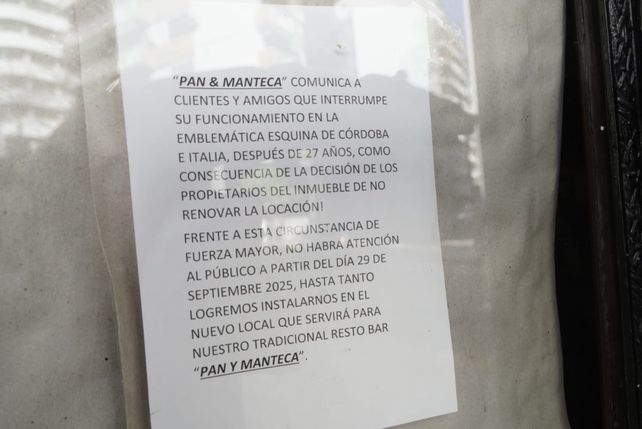 "PAN & MANTECA" COMUNICA A
CLIENTES Y AMIGOS QUE INTERRUMPE
SU FUNCIONAMIENTO EN LA
EMBLEMÁTICA ESQUINA DE CÓRDOBA
E ITALIA, DESPUÉS DE 27 AÑOS, COMO
CONSECUENCIA DE LA DECISIÓN DE LOS
PROPIETARIOS DEL INMUEBLE DE NO
RENOVAR LA LOCACIÓN!
FRENTE A ESTA CIRCUNSTANCIA DE
FUERZA MAYOR, NO HABRÁ ATENCIÓN
AL PÚBLICO A PARTIR DEL DÍA 29 DE
SEPTIEMBRE 2025, HASTA TANTO
LOGREMOS INSTALARNOS EN EL
NUEVO LOCAL QUE SERVIRÁ PARA
NUESTRO TRADICIONAL RESTO BAR
"PAN Y MANTECA".